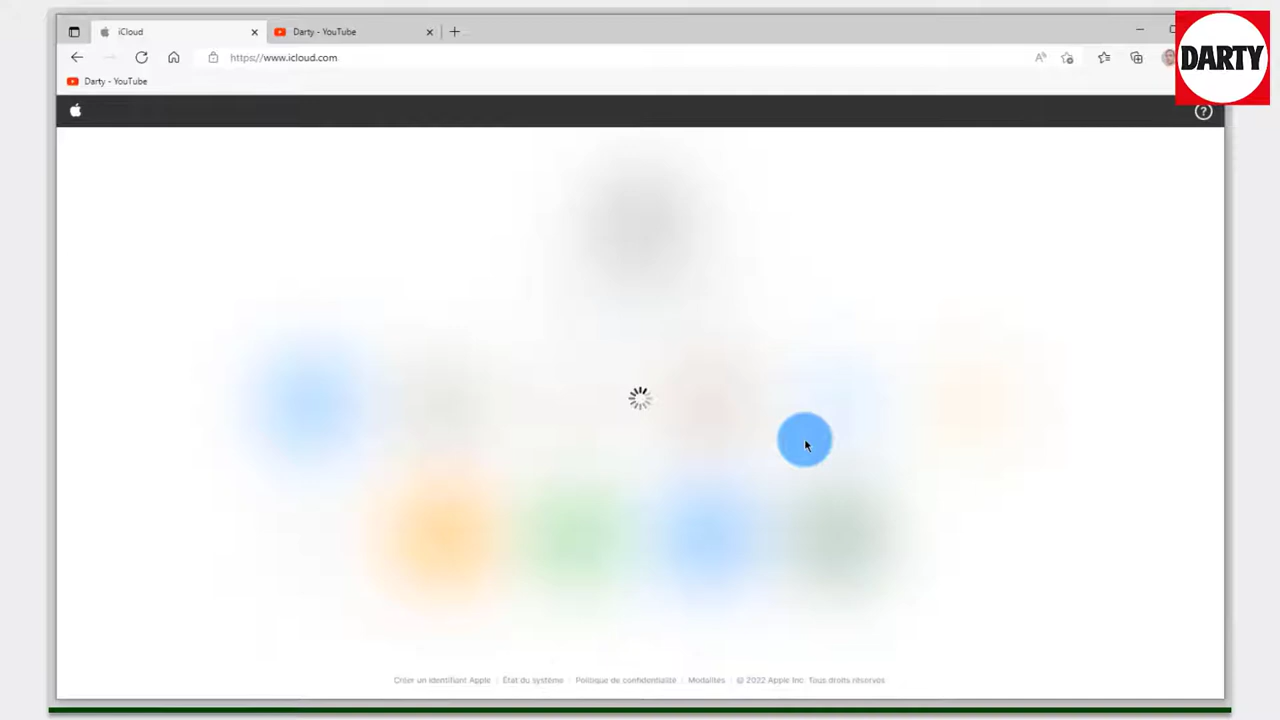 iCloud
Darty - YouTube
DARTY
https://www.icloud.com
Darty - YouTube
Créer un identifiant Apple | État du système | Politique de confidentialité | Modalités | © 2022 Apple Inc. Tous droits réservés